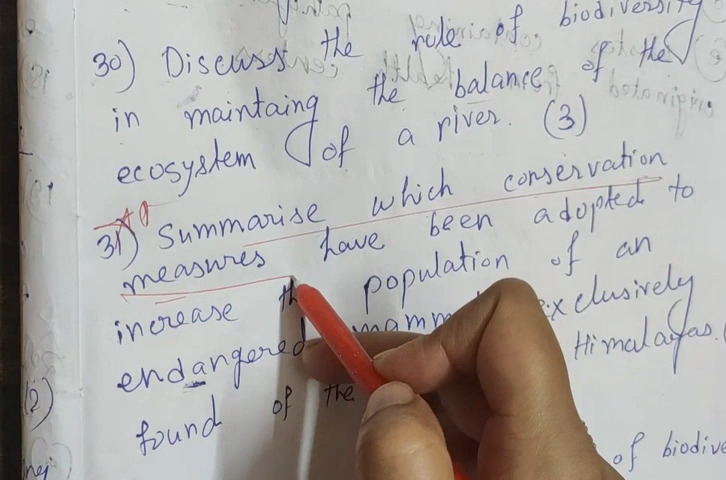 30) Discusst the role of biodiversity
in maintaing the balance of the
ecosystem of a river. (3)
31) Summarise which conservation
measures have been adopted to
increase population of an
endangered exclusively
found of the Himalayas.
of biodive